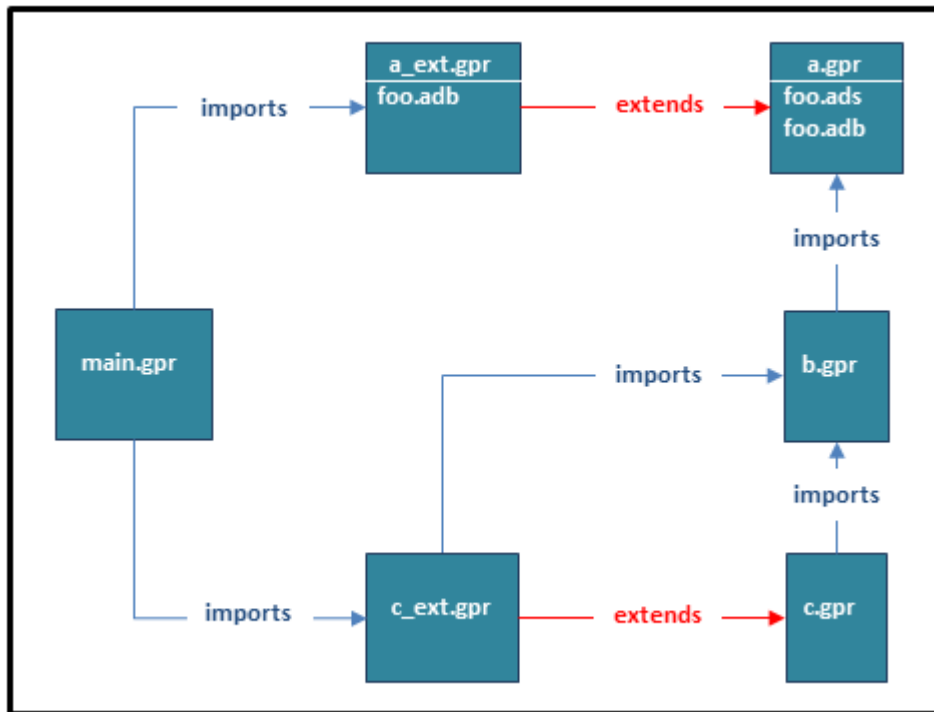 a_ext.gpr
foo.adb
a.gpr
foo.ads
foo.adb
imports
extends
imports
main.gpr
imports
b.gpr
imports
imports
c_ext.gpr
extends
c.gpr